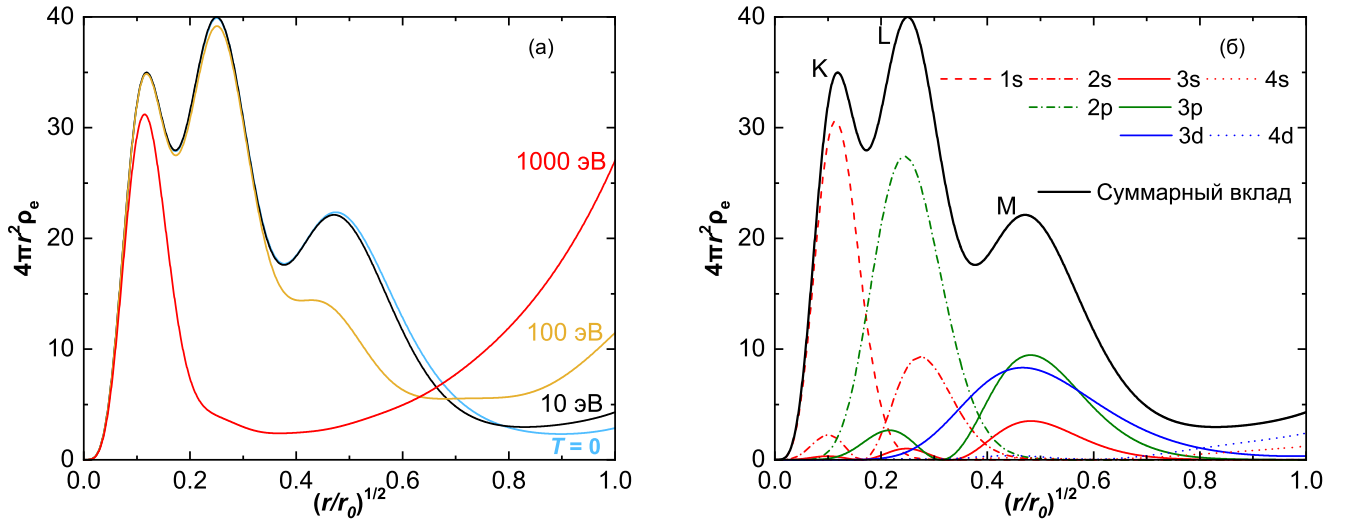 (а)
40
30
20
10
0
4πr²ρₑ
1000 эВ
100 эВ
10 эВ
T = 0
0.0 0.2 0.4 0.6 0.8 1.0
(r/r₀)¹/²
(б)
40
30
20
10
0
4πr²ρₑ
K
L
M
1s 2s 3s 4s
2p 3p
3d 4d
Суммарный вклад
0.0 0.2 0.4 0.6 0.8 1.0
(r/r₀)¹/²